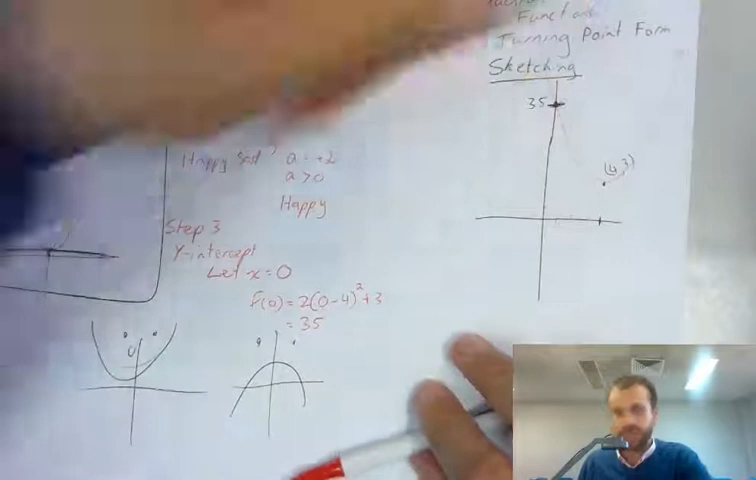 Happy Sad? a = +2
a > 0
Happy
Step 3
Y-intercept
Let x = 0
f(0) = 2(0-4)² + 3
= 35
Turning Point Form
Sketching
35
(4,3)